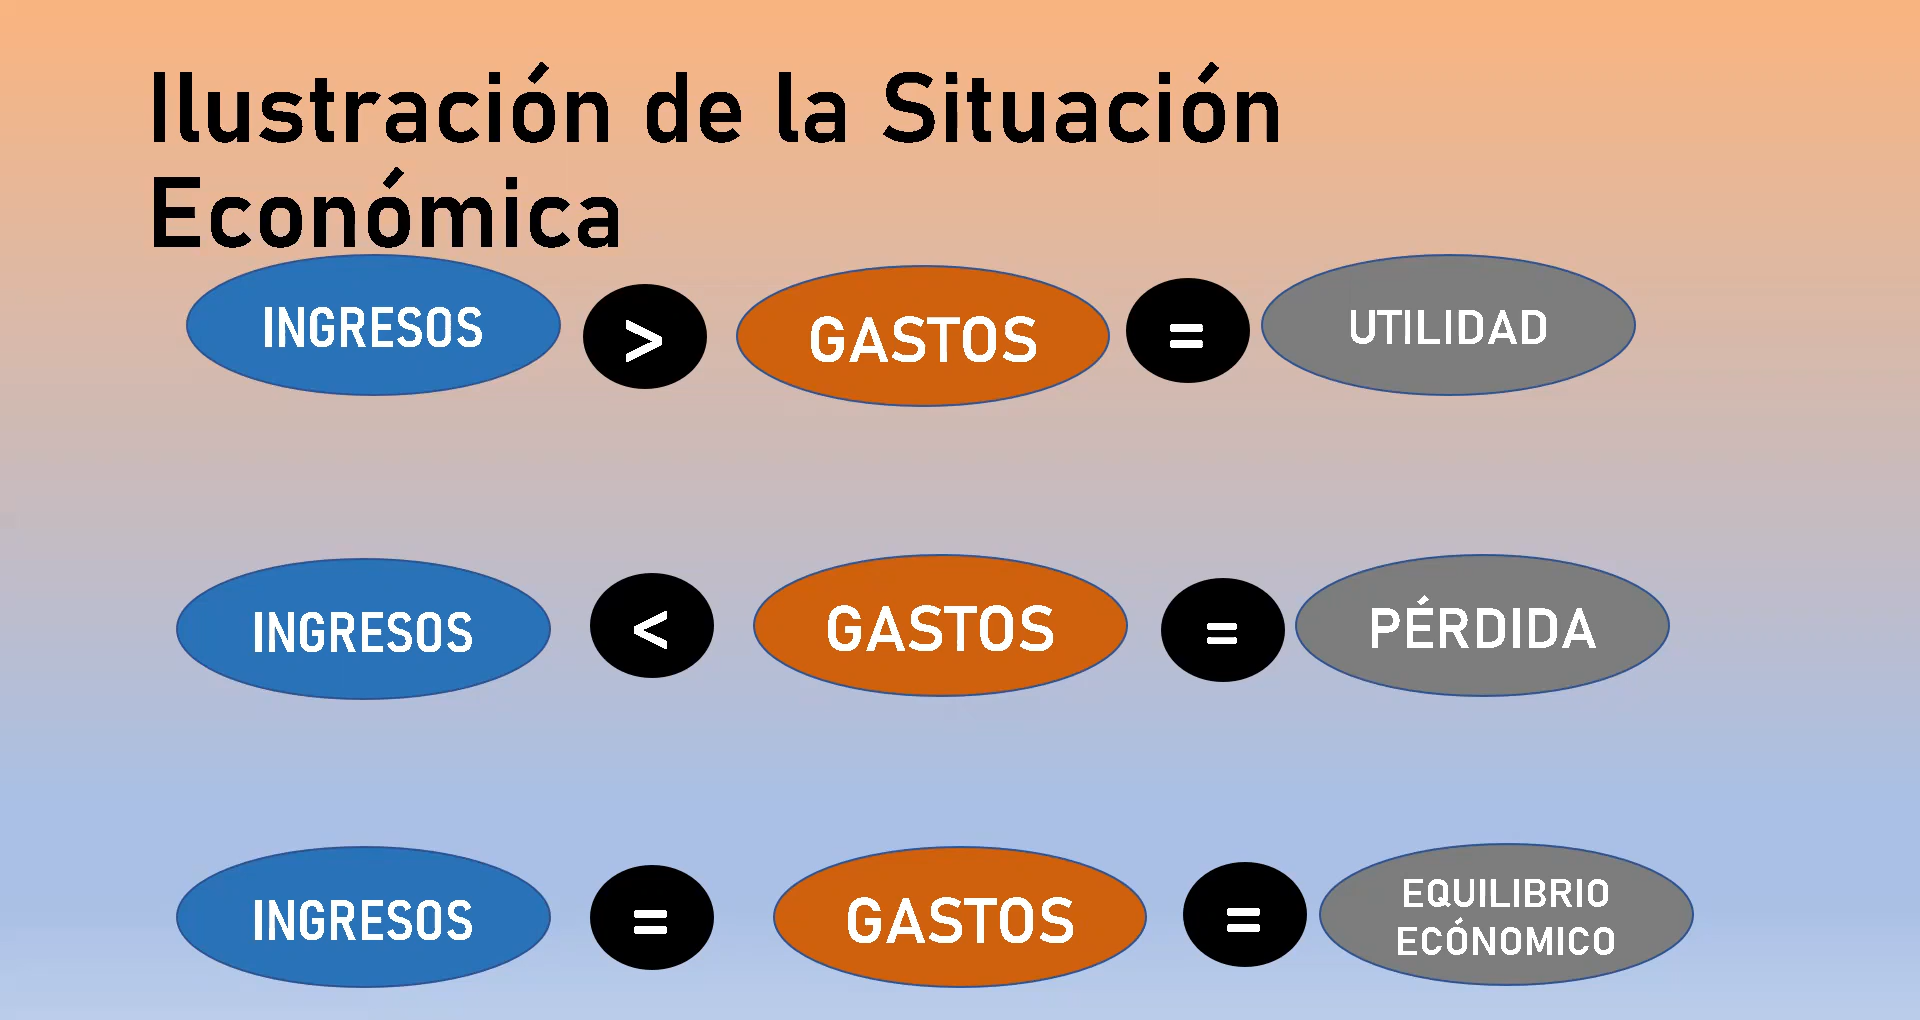 Ilustración de la Situación
Económica
INGRESOS > GASTOS = UTILIDAD
INGRESOS < GASTOS = PÉRDIDA
INGRESOS = GASTOS = EQUILIBRIO
ECÓNOMICO